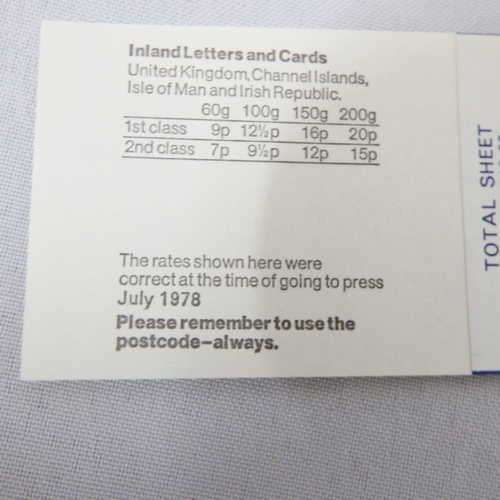 Inland Letters and Cards
United Kingdom, Channel Islands,
Isle of Man and Irish Republic.
60g 100g 150g 200g
1st class 9p 12½p 16p 20p
2nd class 7p 9½p 12p 15p
The rates shown here were
correct at the time of going to press
July 1978
Please remember to use the
postcode–always.
TOTAL SHEET